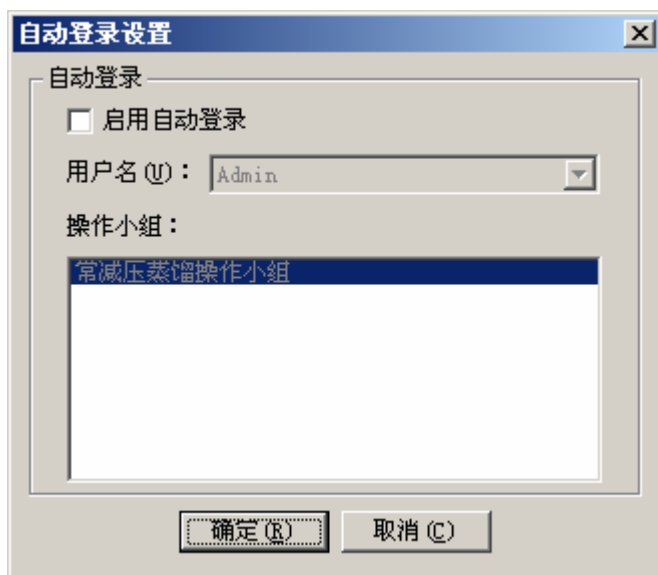 自动登录设置
自动登录
启用自动登录
用户名(U)： Admin
操作小组：
常减压蒸馏操作小组
确定(R) 取消(C)